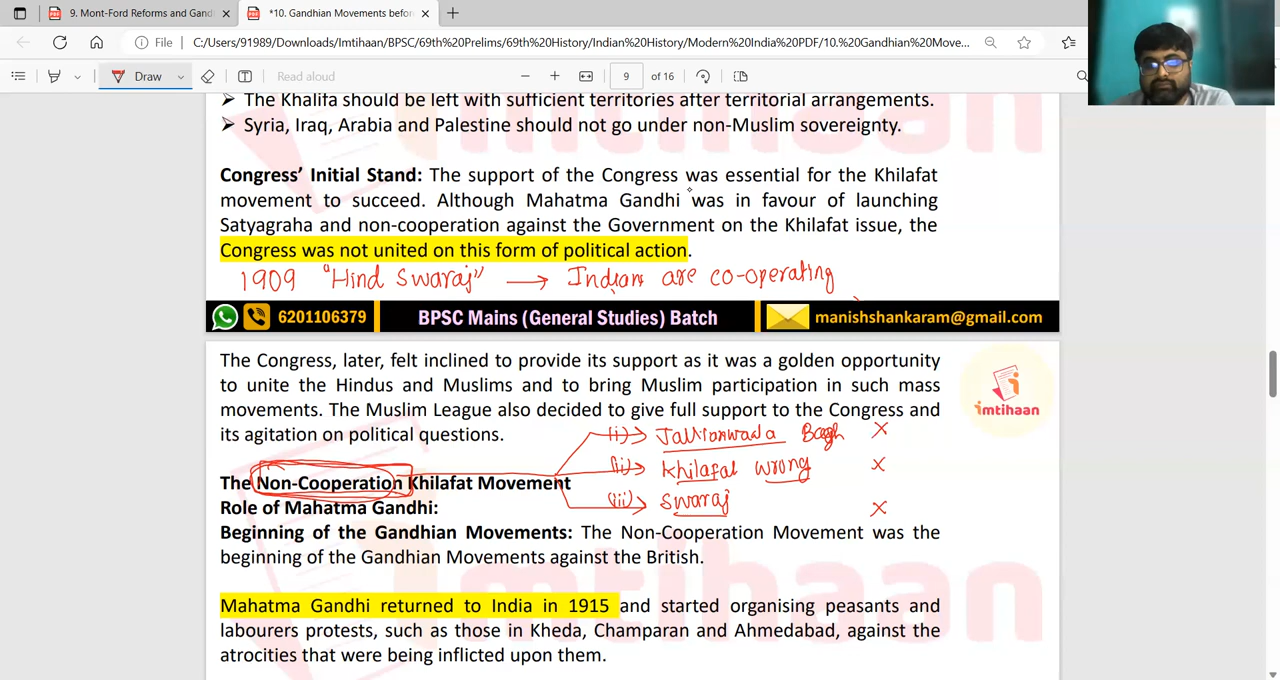 9. Mont-Ford Reforms and Gand
*10. Gandhian Movements befor
File
C:/Users/91989/Downloads/Imtihaan/BPSC/69th%20Prelims/69th%20History/Indian%20History/Modern%20India%20PDF/10.%20Gandhian%20Move...
Draw
Read aloud
9
of 16
➢ The Khalifa should be left with sufficient territories after territorial arrangements.
➢ Syria, Iraq, Arabia and Palestine should not go under non-Muslim sovereignty.
Congress’ Initial Stand: The support of the Congress was essential for the Khilafat
movement to succeed. Although Mahatma Gandhi was in favour of launching
Satyagraha and non-cooperation against the Government on the Khilafat issue, the
Congress was not united on this form of political action.
1909 "Hind Swaraj" → Indians are co-operating
6201106379
BPSC Mains (General Studies) Batch
manishshankaram@gmail.com
The Congress, later, felt inclined to provide its support as it was a golden opportunity
to unite the Hindus and Muslims and to bring Muslim participation in such mass
movements. The Muslim League also decided to give full support to the Congress and
its agitation on political questions.
imtihaan
(i) → Jallianwada Bagh ×
(ii) → Khilafat wrong ×
The Non-Cooperation Khilafat Movement
(iii) → Swaraj ×
Role of Mahatma Gandhi:
Beginning of the Gandhian Movements: The Non-Cooperation Movement was the
beginning of the Gandhian Movements against the British.
Mahatma Gandhi returned to India in 1915 and started organising peasants and
labourers protests, such as those in Kheda, Champaran and Ahmedabad, against the
atrocities that were being inflicted upon them.